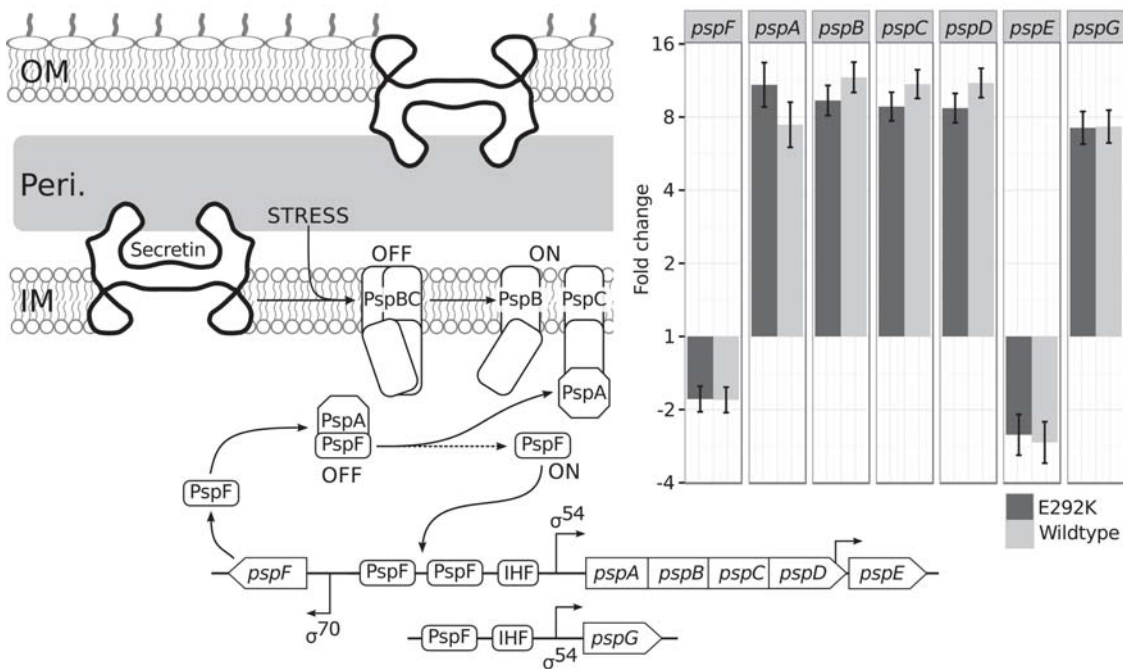 OM
Peri.
STRESS
Secretin
OFF
ON
IM
PspBC
PspB
PspC
PspA
PspA
PspF
OFF
PspF
ON
PspF
σ54
pspF
PspF
PspF
IHF
pspA
pspB
pspC
pspD
pspE
σ70
PspF
IHF
pspG
σ54
pspF
pspA
pspB
pspC
pspD
pspE
pspG
Fold change
16
8
4
2
1
-2
-4
E292K
Wildtype